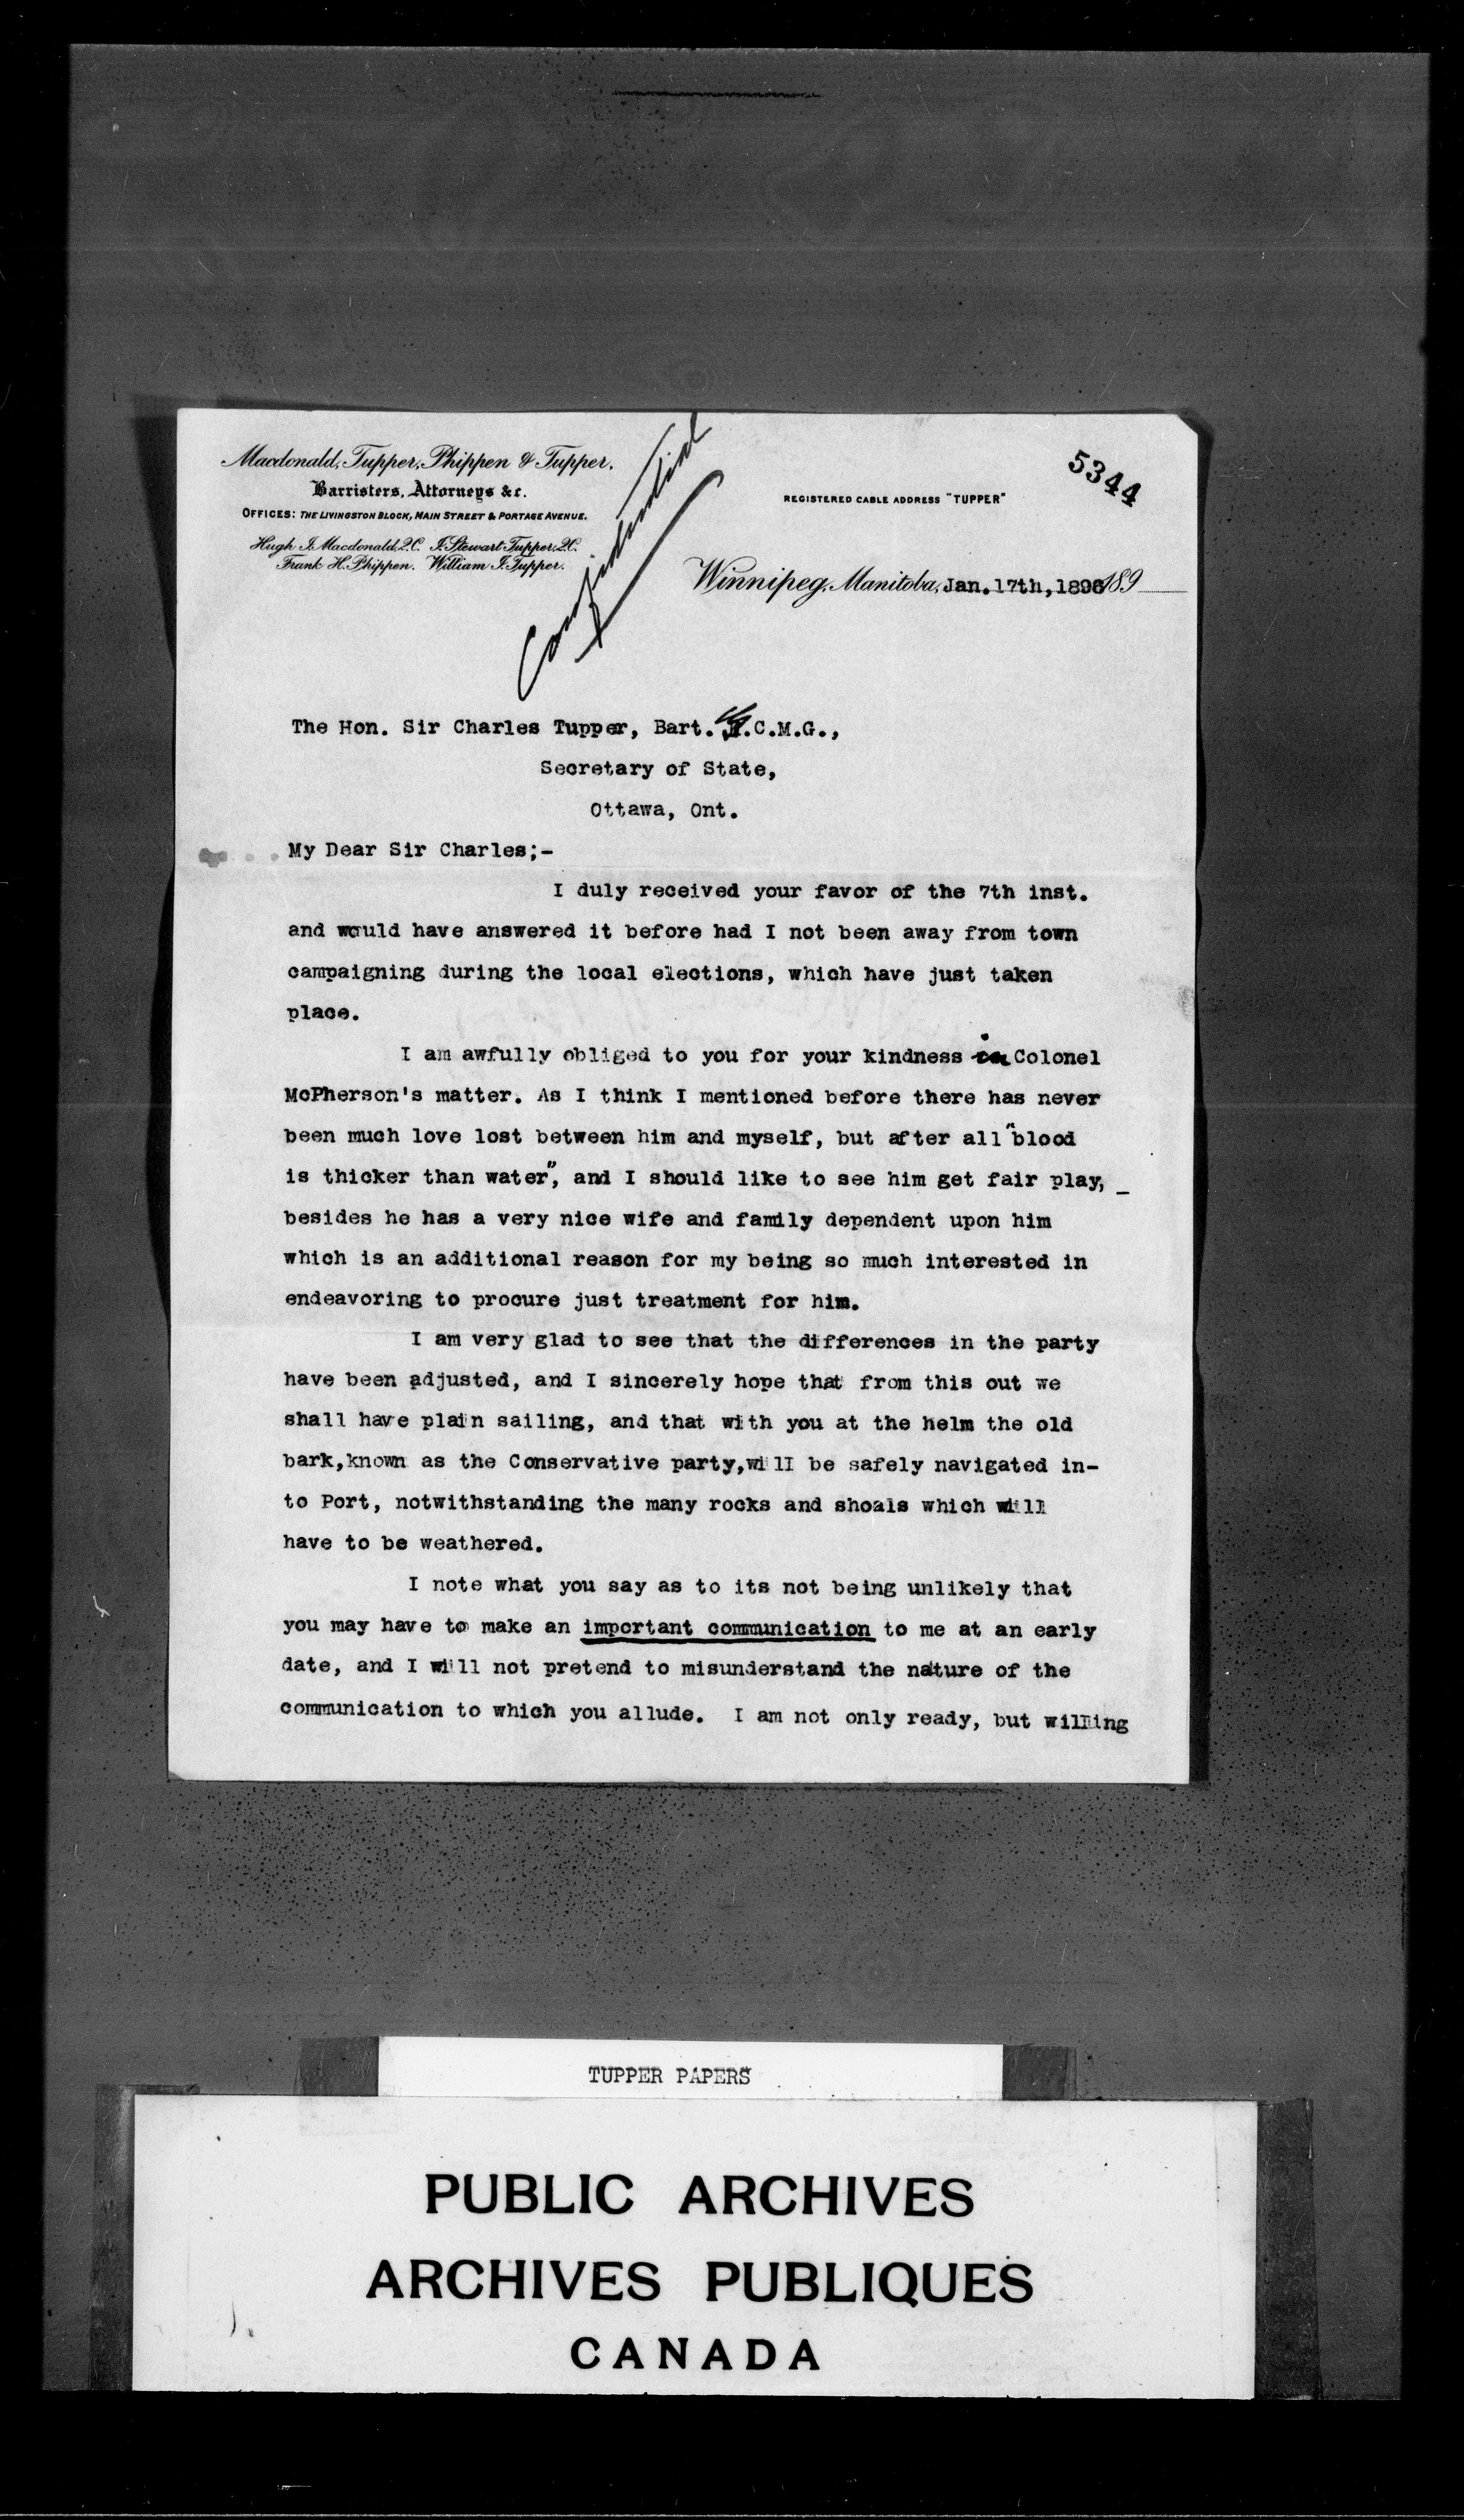 Macdonald, Tupper, Phippen & Tupper.
Barristers, Attorneys &c.
OFFICES: THE LIVINGSTON BLOCK, MAIN STREET & PORTAGE AVENUE.
Hugh J. Macdonald, Q.C. J. Stewart Tupper, Q.C.
Frank H. Phippen. William J. Tupper.
Confidential
REGISTERED CABLE ADDRESS "TUPPER"
5344
Winnipeg, Manitoba, Jan. 17th, 1896 189
The Hon. Sir Charles Tupper, Bart. G.C.M.G.,
Secretary of State,
Ottawa, Ont.
My Dear Sir Charles;-
I duly received your favor of the 7th inst.
and would have answered it before had I not been away from town
campaigning during the local elections, which have just taken
place.
I am awfully obliged to you for your kindness in Colonel
McPherson's matter. As I think I mentioned before there has never
been much love lost between him and myself, but after all "blood
is thicker than water", and I should like to see him get fair play, _
besides he has a very nice wife and family dependent upon him
which is an additional reason for my being so much interested in
endeavoring to procure just treatment for him.
I am very glad to see that the differences in the party
have been adjusted, and I sincerely hope that from this out we
shall have plain sailing, and that with you at the helm the old
bark,known as the Conservative party,will be safely navigated in-
to Port, notwithstanding the many rocks and shoals which will
have to be weathered.
I note what you say as to its not being unlikely that
you may have to make an important communication to me at an early
date, and I will not pretend to misunderstand the nature of the
communication to which you allude. I am not only ready, but willing
TUPPER PAPERS
PUBLIC ARCHIVES
ARCHIVES PUBLIQUES
CANADA